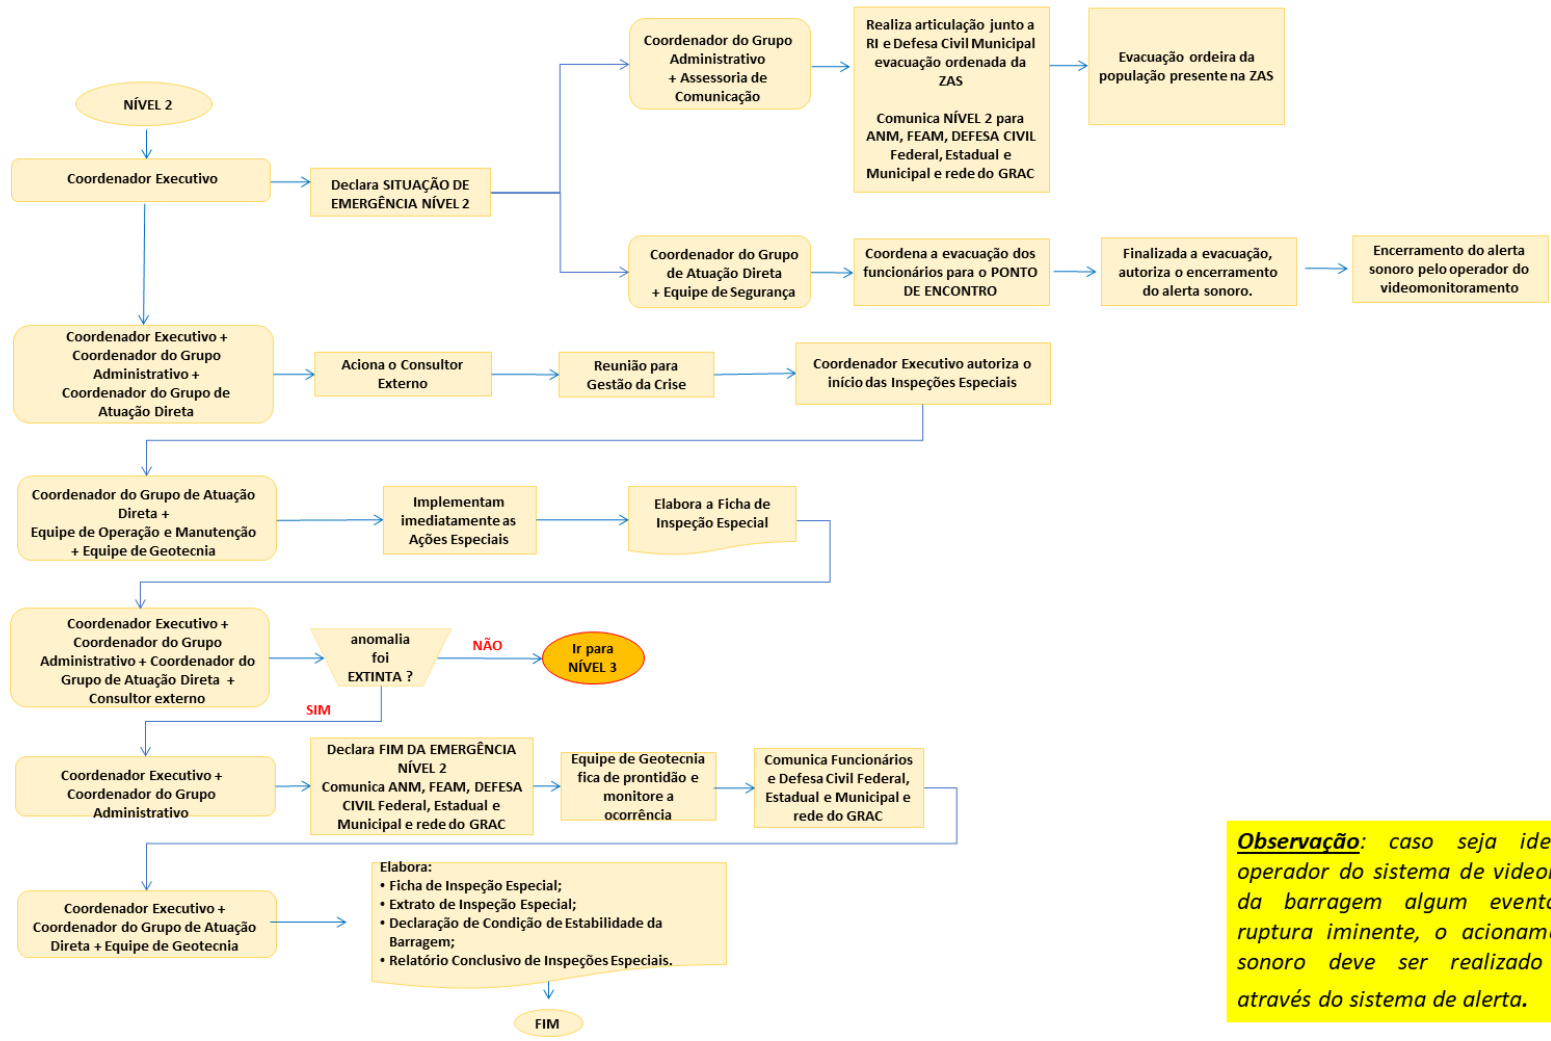 NÍVEL 2
Coordenador Executivo
Declara SITUAÇÃO DE
EMERGÊNCIA NÍVEL 2
Coordenador do Grupo
Administrativo
+ Assessoria de
Comunicação
Realiza articulação junto a
RI e Defesa Civil Municipal
evacuação ordenada da
ZAS
Comunica NÍVEL 2 para
ANM, FEAM, DEFESA CIVIL
Federal, Estadual e
Municipal e rede do GRAC
Evacuação ordeira da
população presente na ZAS
Coordenador do Grupo
de Atuação Direta
+ Equipe de Segurança
Coordena a evacuação dos
funcionários para o PONTO
DE ENCONTRO
Finalizada a evacuação,
autoriza o encerramento
do alerta sonoro.
Encerramento do alerta
sonoro pelo operador do
videomonitoramento
Coordenador Executivo +
Coordenador do Grupo
Administrativo +
Coordenador do Grupo de
Atuação Direta
Aciona o Consultor
Externo
Reunião para
Gestão da Crise
Coordenador Executivo autoriza o
início das Inspeções Especiais
Coordenador do Grupo de Atuação
Direta +
Equipe de Operação e Manutenção
+ Equipe de Geotecnia
Implementam
imediatamente as
Ações Especiais
Elabora a Ficha de
Inspeção Especial
Coordenador Executivo +
Coordenador do Grupo
Administrativo + Coordenador do
Grupo de Atuação Direta +
Consultor externo
anomalia
foi
EXTINTA ?
NÃO
Ir para
NÍVEL 3
SIM
Coordenador Executivo +
Coordenador do Grupo
Administrativo
Declara FIM DA EMERGÊNCIA
NÍVEL 2
Comunica ANM, FEAM, DEFESA
CIVIL Federal, Estadual e
Municipal e rede do GRAC
Equipe de Geotecnia
fica de prontidão e
monitore a
ocorrência
Comunica Funcionários
e Defesa Civil Federal,
Estadual e Municipal e
rede do GRAC
Coordenador Executivo +
Coordenador do Grupo de Atuação
Direta + Equipe de Geotecnia
Elabora:
• Ficha de Inspeção Especial;
• Extrato de Inspeção Especial;
• Declaração de Condição de Estabilidade da
Barragem;
• Relatório Conclusivo de Inspeções Especiais.
FIM
Observação: caso seja
operador do sistema de
da barragem algum
ruptura iminente, o
sonoro deve ser realizado
através do sistema de alerta.